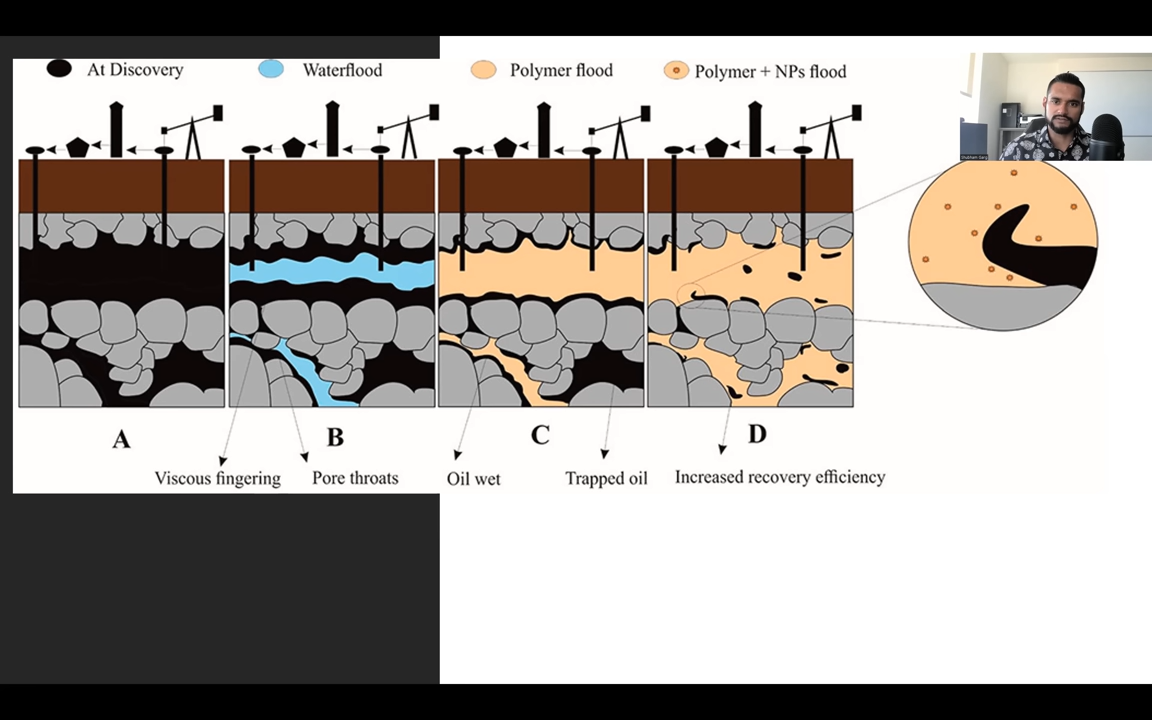 At Discovery
Waterflood
Polymer flood
Polymer + NPs flood
A
B
C
D
Viscous fingering
Pore throats
Oil wet
Trapped oil
Increased recovery efficiency